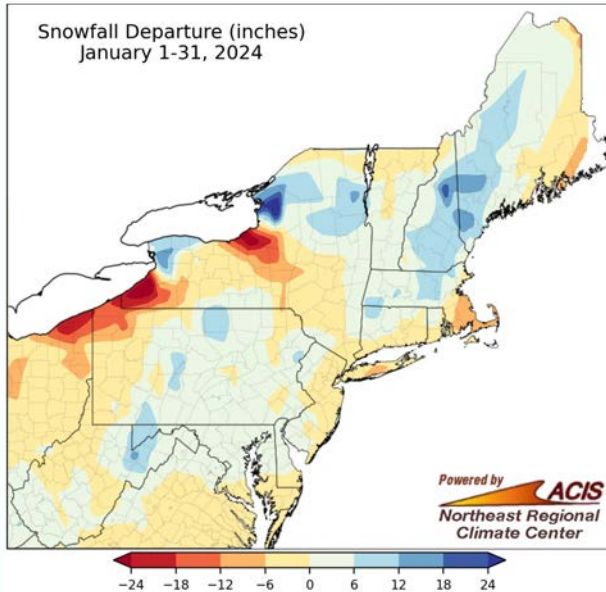 Snowfall Departure (inches)
January 1-31, 2024
Powered by
ACIS
Northeast Regional
Climate Center
−24 −18 −12 −6 0 6 12 18 24